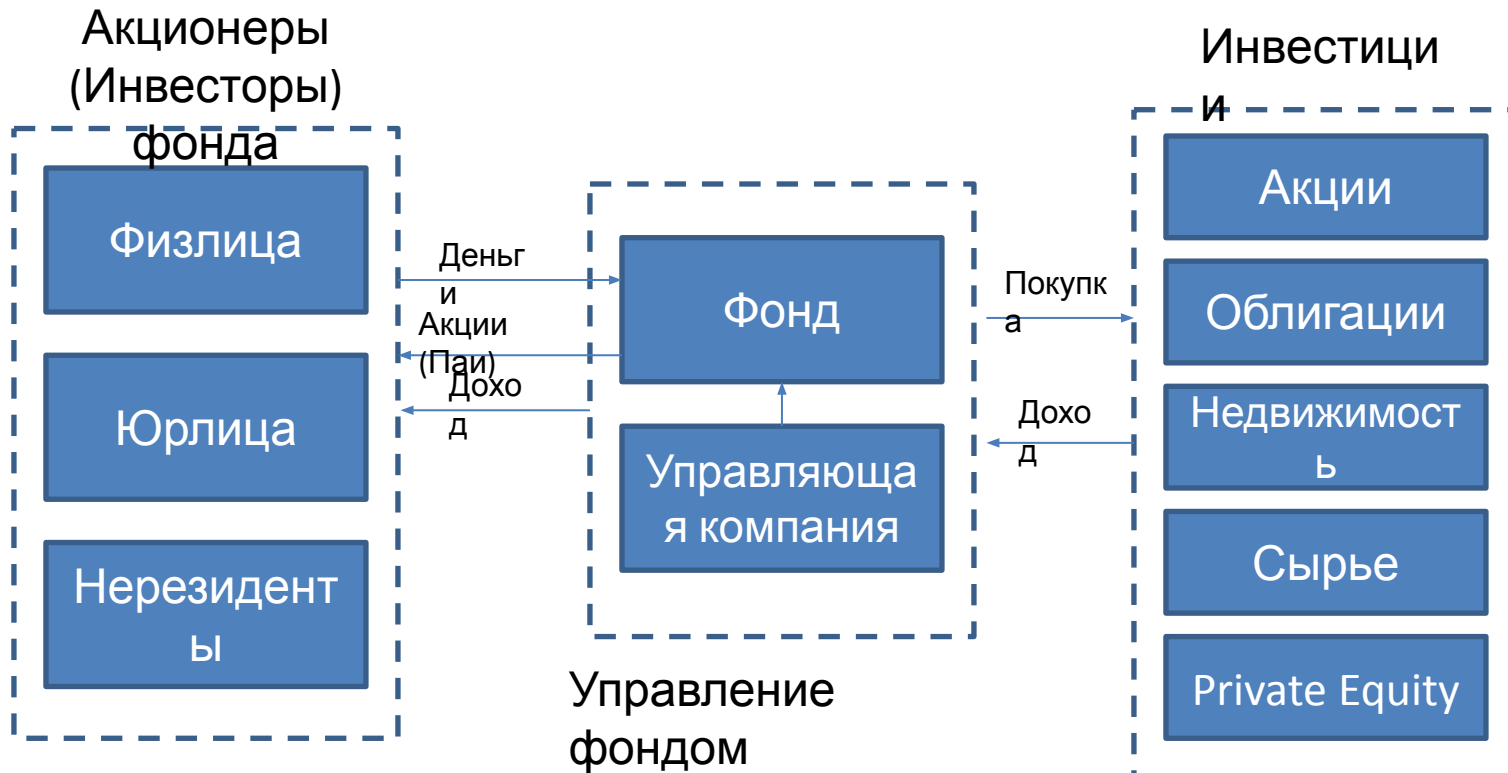 Акционеры
(Инвесторы)
фонда
Физлица
Юрлица
Нерезидент
ы
Деньг
и
Акции
(Паи)
Дохо
д
Фонд
Управляюща
я компания
Управление
фондом
Покупк
а
Дохо
д
Инвестици
и
Акции
Облигации
Недвижимост
ь
Сырье
Private Equity